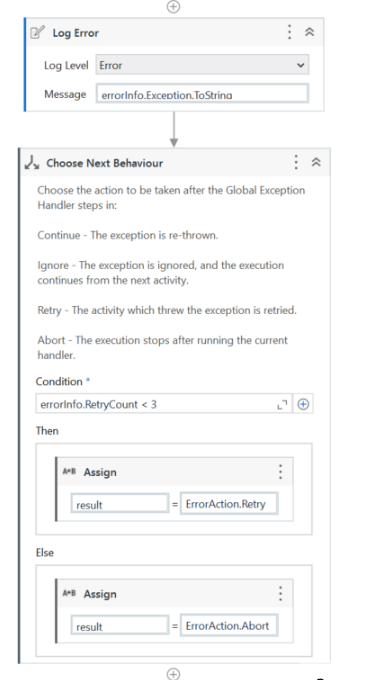 Log Error
Log Level Error
Message errorInfo.Exception.ToString
Choose Next Behaviour
Choose the action to be taken after the Global Exception
Handler steps in:
Continue - The exception is re-thrown.
Ignore - The exception is ignored, and the execution
continues from the next activity.
Retry - The activity which threw the exception is retried.
Abort - The execution stops after running the current
handler.
Condition *
errorInfo.RetryCount < 3
Then
A*B Assign
result = ErrorAction.Retry
Else
A*B Assign
result = ErrorAction.Abort